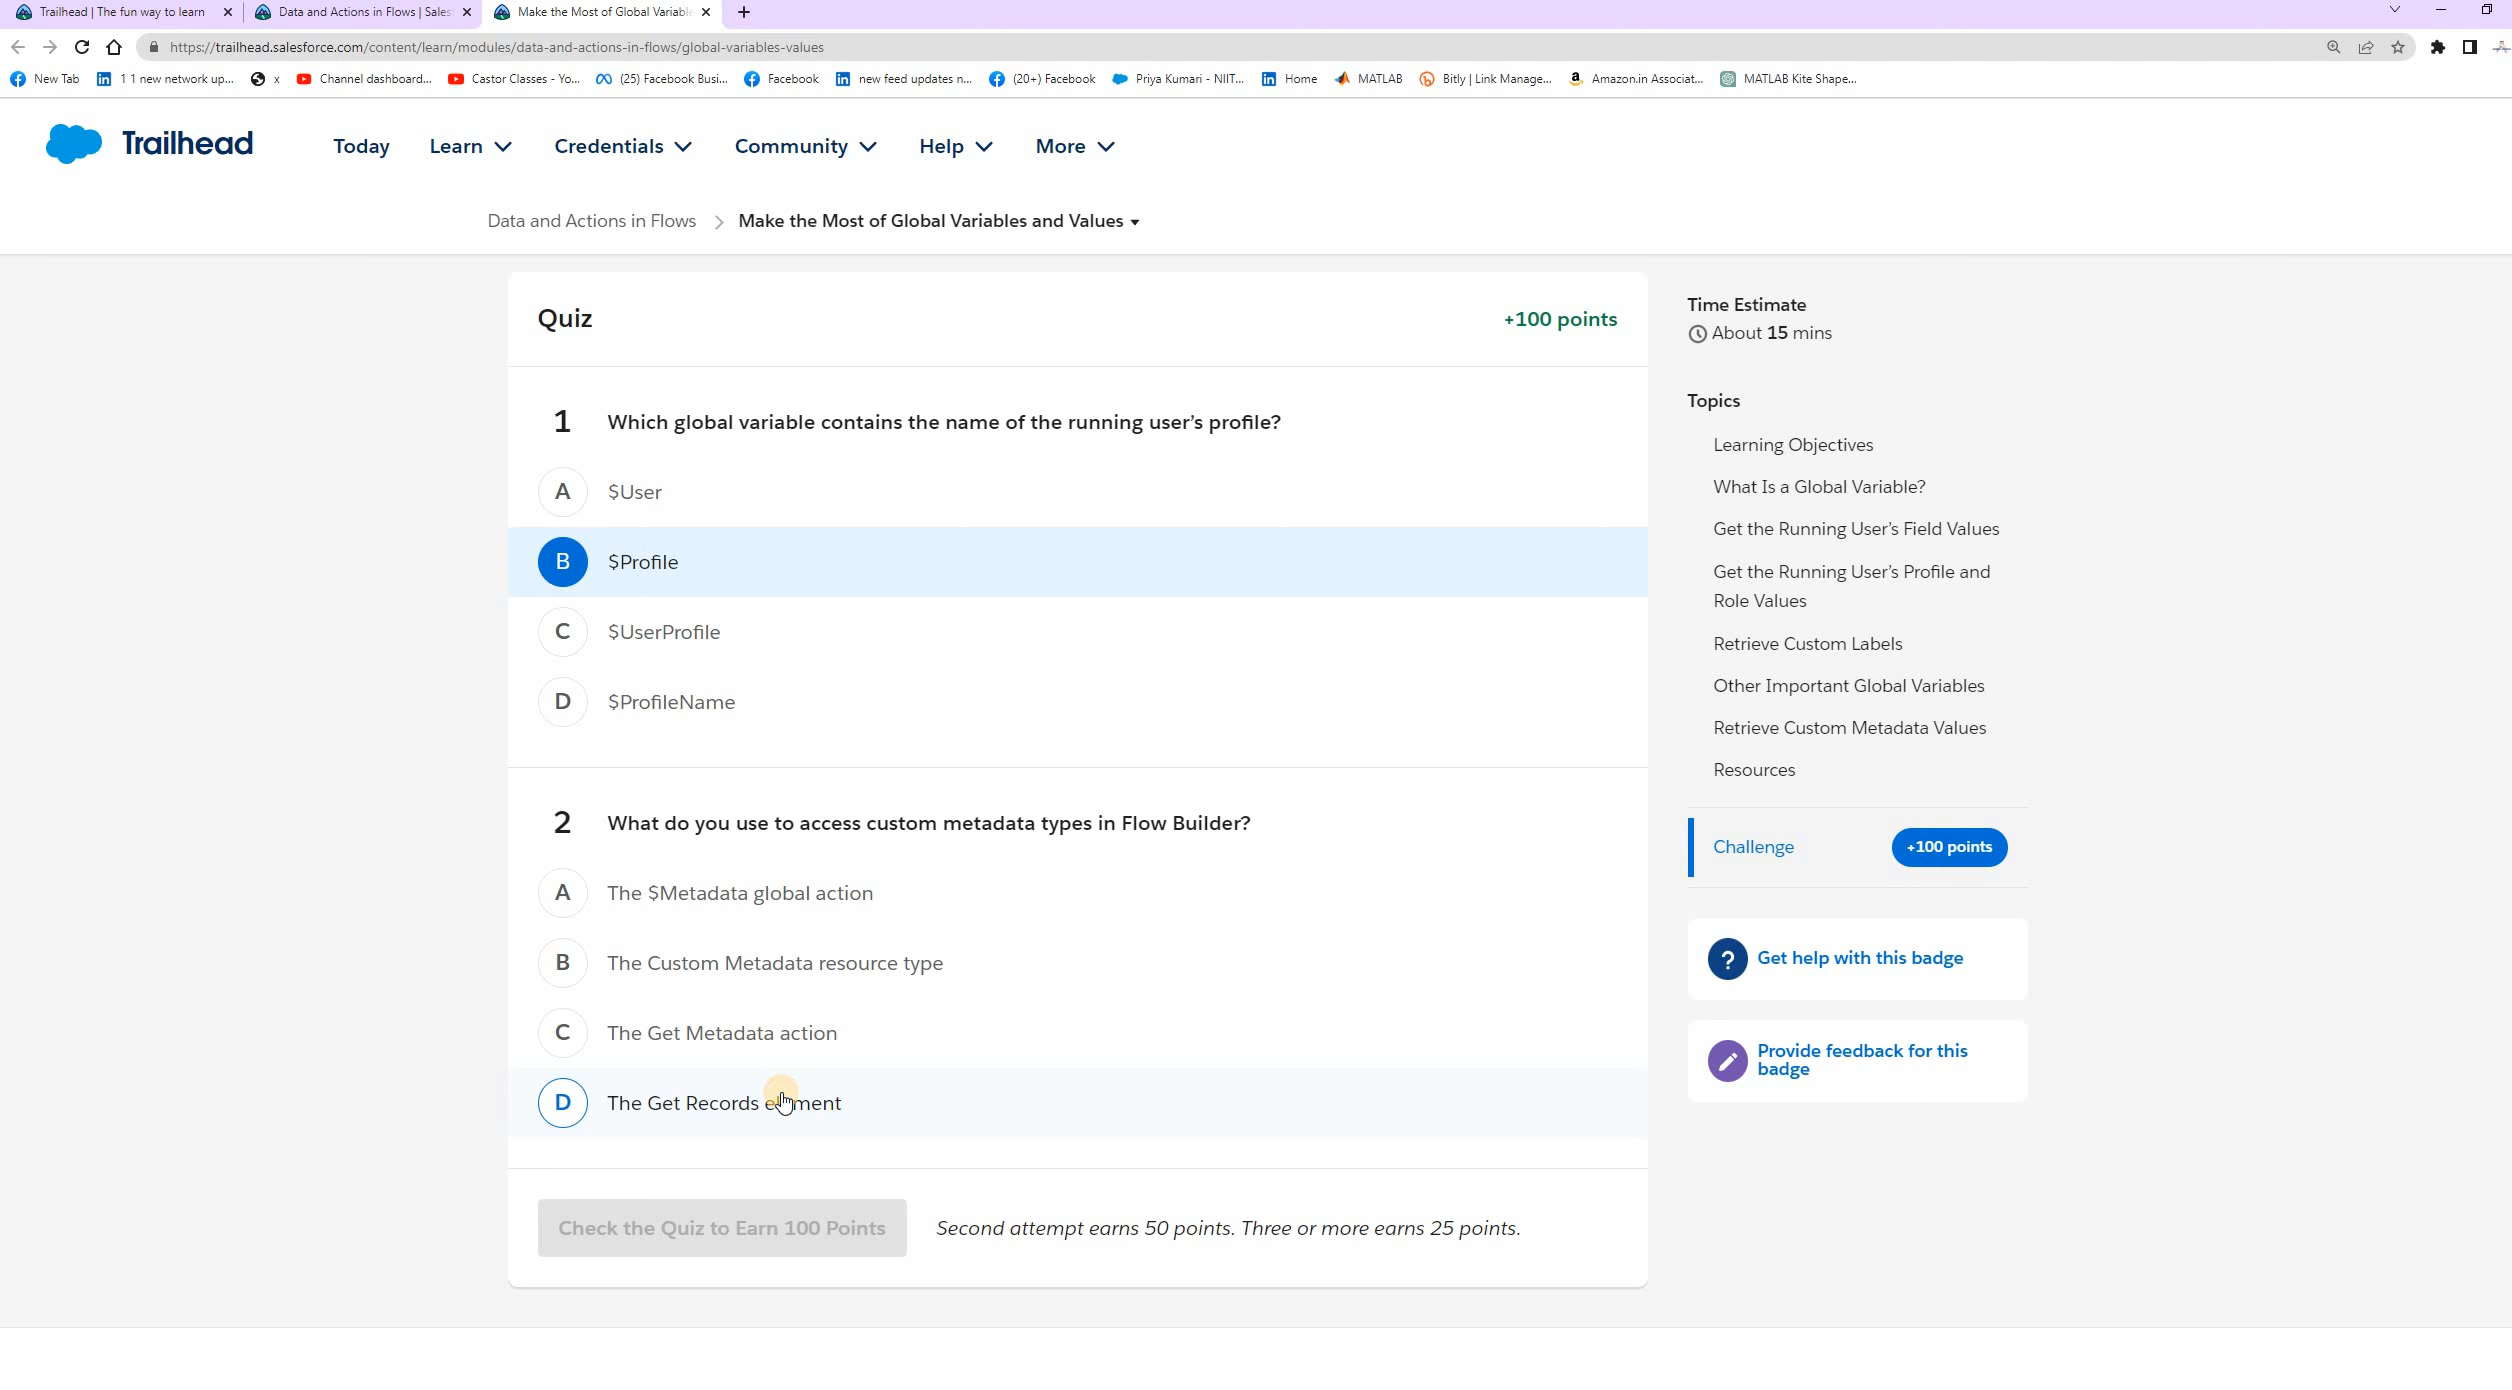 Trailhead | The fun way to learn
Data and Actions in Flows | Sales
Make the Most of Global Variable
https://trailhead.salesforce.com/content/learn/modules/data-and-actions-in-flows/global-variables-values
New Tab
1 1 new network up...
x
Channel dashboard...
Castor Classes - Yo...
(25) Facebook Busi...
Facebook
new feed updates n...
(20+) Facebook
Priya Kumari - NIIT...
Home
MATLAB
Bitly | Link Manage...
Amazon.in Associat...
MATLAB Kite Shape...
Trailhead
Today
Learn
Credentials
Community
Help
More
Data and Actions in Flows > Make the Most of Global Variables and Values
Quiz
+100 points
1 Which global variable contains the name of the running user’s profile?
A $User
B $Profile
C $UserProfile
D $ProfileName
2 What do you use to access custom metadata types in Flow Builder?
A The $Metadata global action
B The Custom Metadata resource type
C The Get Metadata action
D The Get Records element
Check the Quiz to Earn 100 Points
Second attempt earns 50 points. Three or more earns 25 points.
Time Estimate
About 15 mins
Topics
Learning Objectives
What Is a Global Variable?
Get the Running User’s Field Values
Get the Running User’s Profile and
Role Values
Retrieve Custom Labels
Other Important Global Variables
Retrieve Custom Metadata Values
Resources
Challenge
+100 points
? Get help with this badge
Provide feedback for this
badge